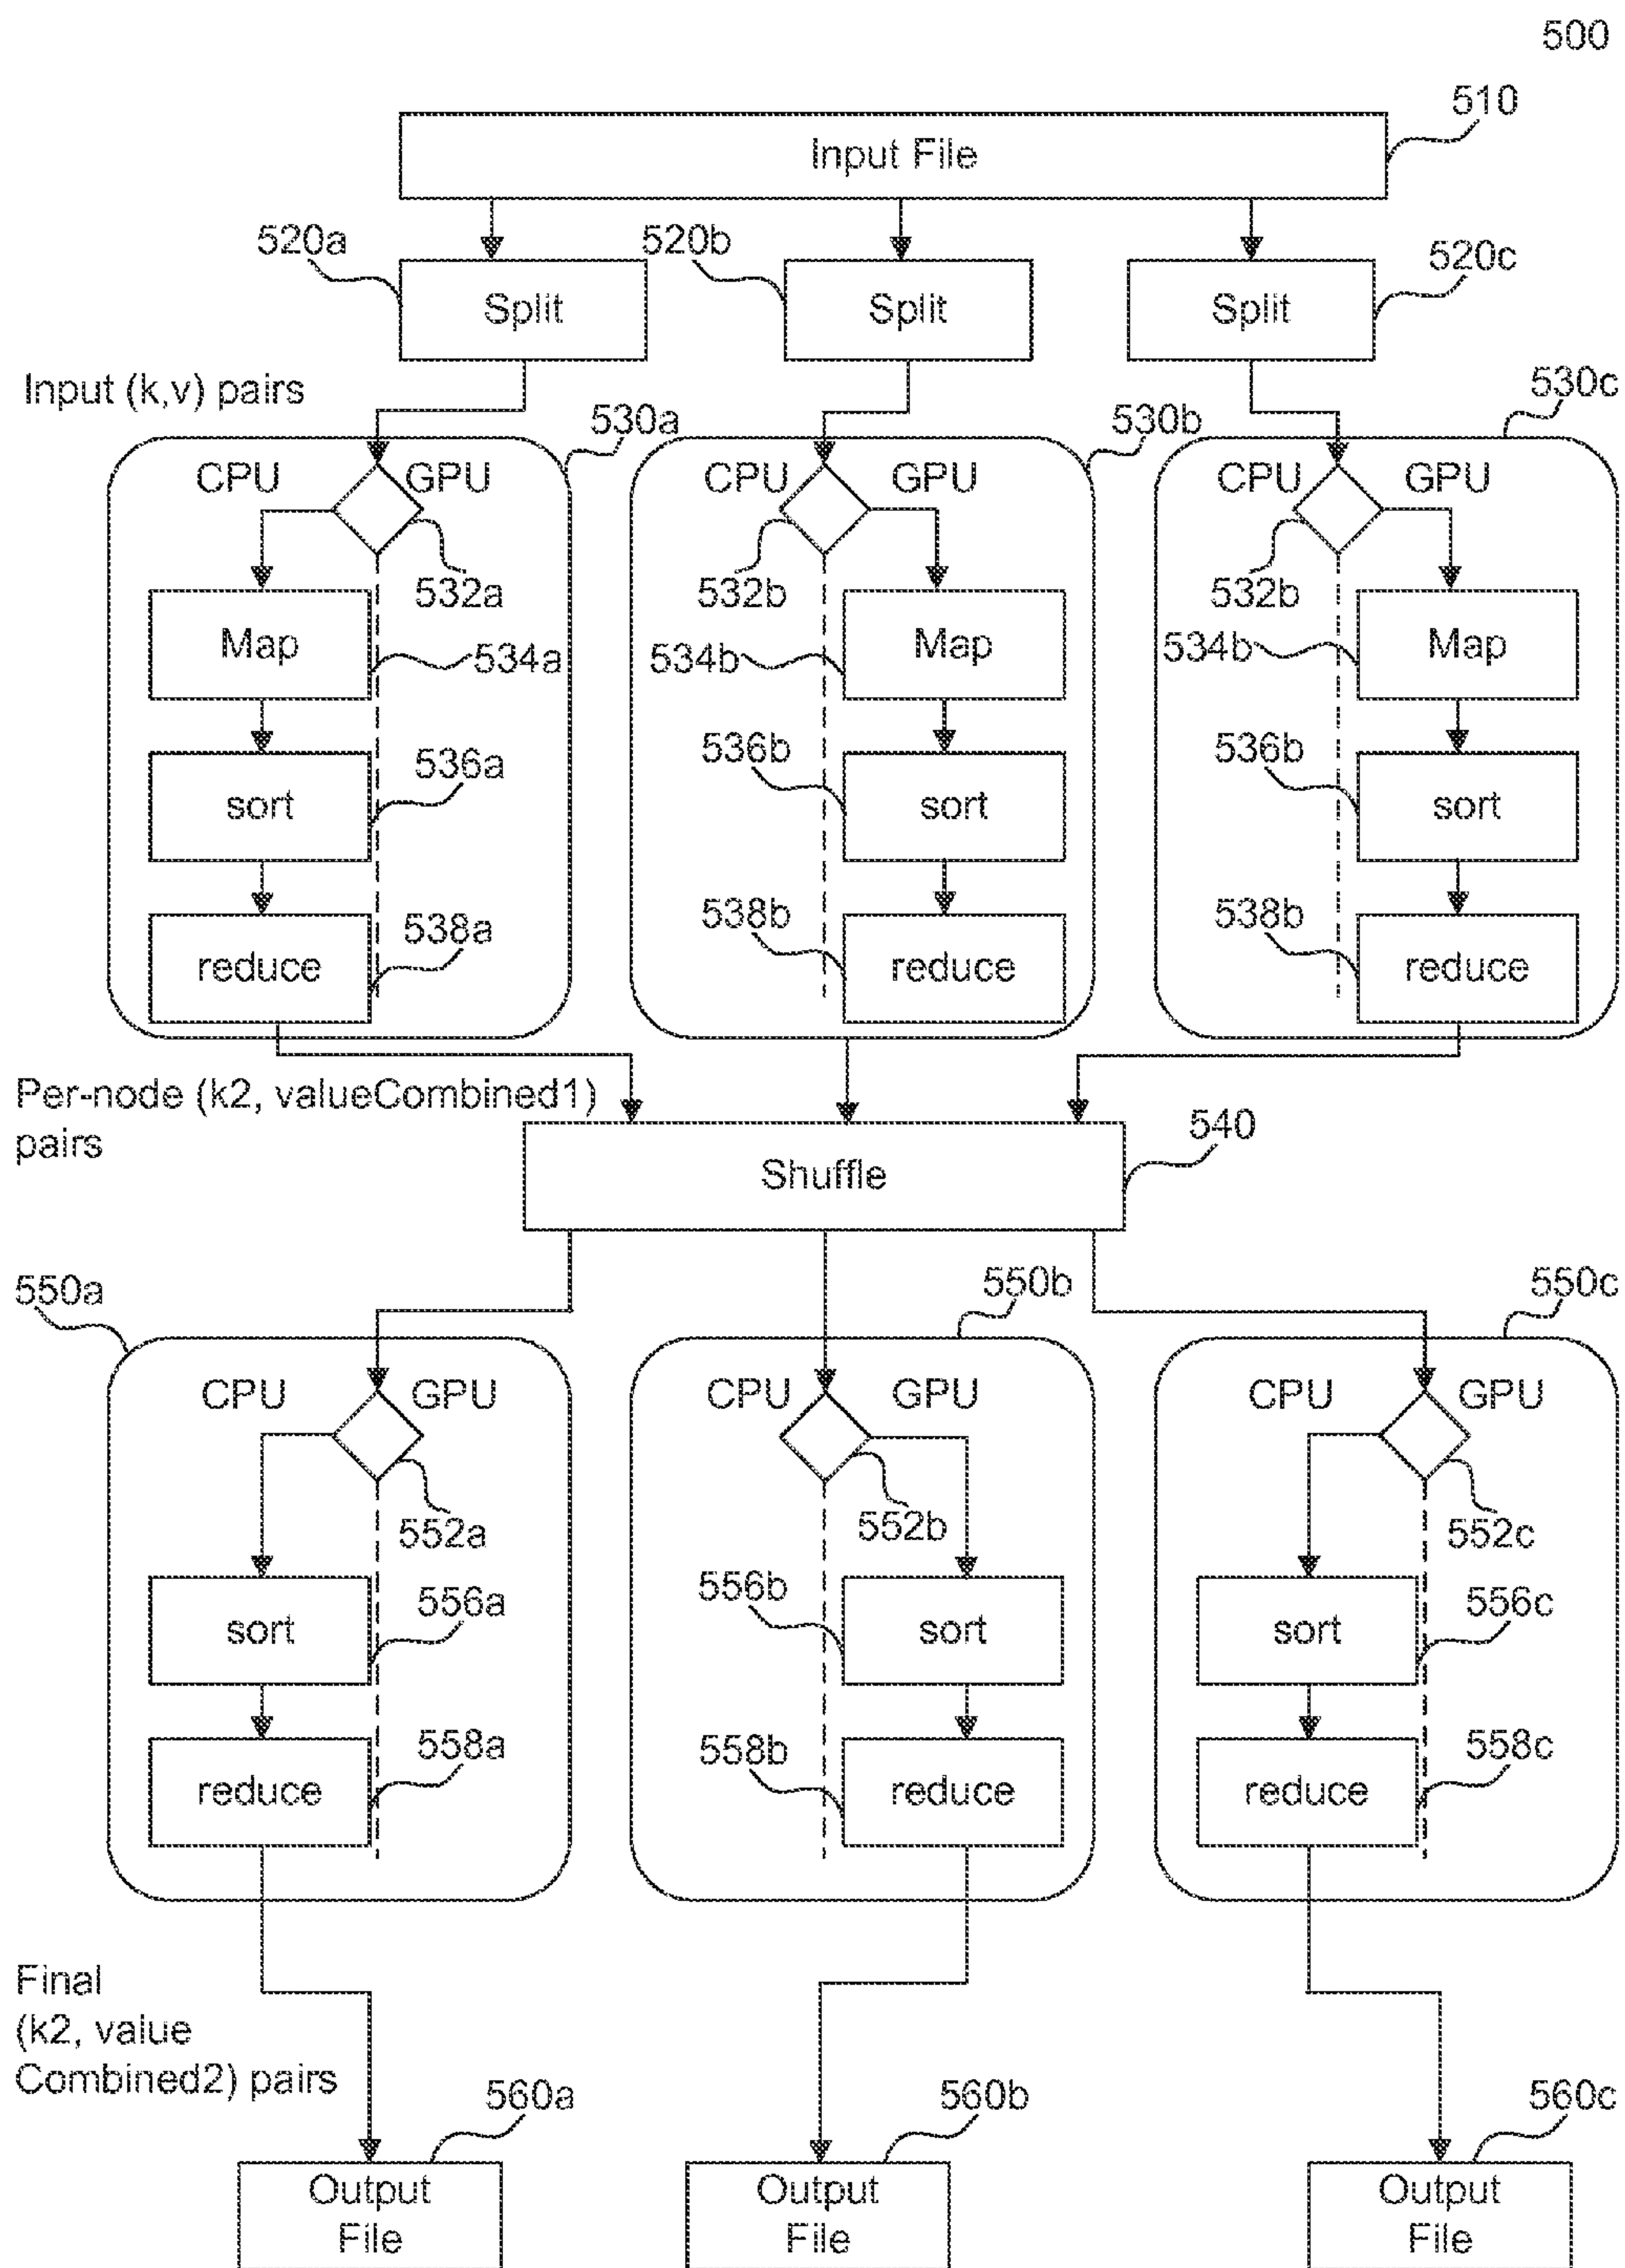 500
510
Input File
520a
520b
520c
Split
Split
Split
Input (k,v) pairs
530a
530b
530c
CPU GPU
CPU GPU
CPU GPU
532a
532b
532b
Map
534a
534b
Map
534b
Map
536a
536b
536b
sort
sort
sort
538a
538b
538b
reduce
reduce
reduce
Per-node (k2, valueCombined1)
pairs
540
Shuffle
550a
550b
550c
CPU GPU
CPU GPU
CPU GPU
552a
552b
552c
556a
556b
556c
sort
sort
sort
558a
558b
558c
reduce
reduce
reduce
Final
(k2, value
Combined2) pairs
560a
560b
560c
Output
File
Output
File
Output
File